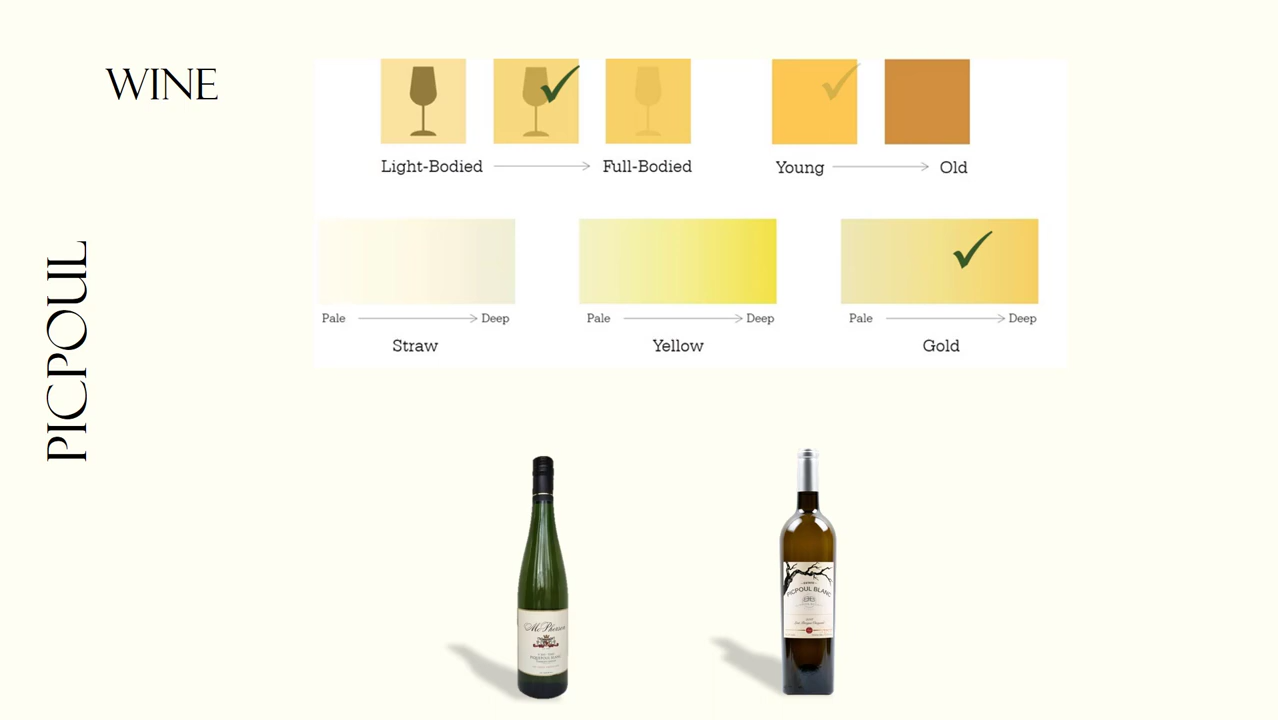 WINE
PICPOUL
Light-Bodied
Full-Bodied
Young
Old
Pale
Deep
Straw
Pale
Deep
Yellow
Pale
Deep
Gold
McPherson
PICPOUL BLANC